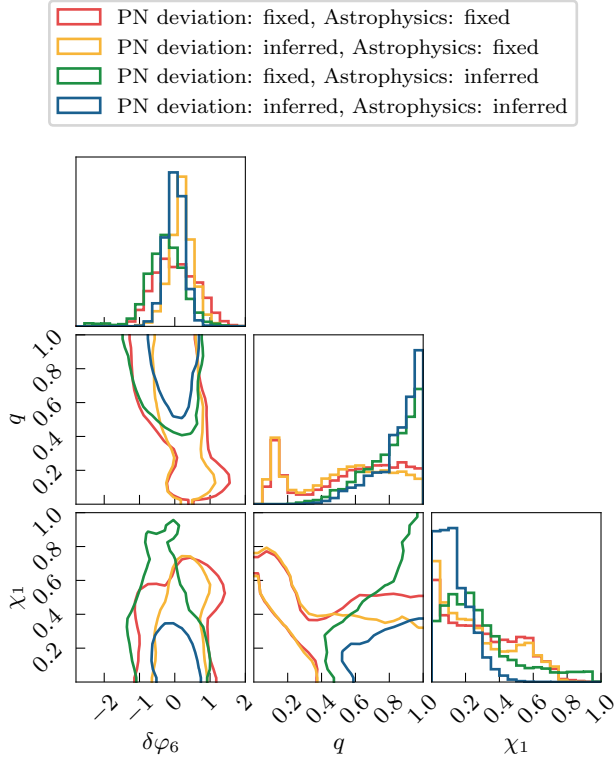 PN deviation: fixed, Astrophysics: fixed
PN deviation: inferred, Astrophysics: fixed
PN deviation: fixed, Astrophysics: inferred
PN deviation: inferred, Astrophysics: inferred
1.0
0.8
0.6
0.4
0.2
q
1.0
0.8
0.6
0.4
0.2
χ₁
−2 −1 0 1 2
0.2 0.4 0.6 0.8 1.0
0.2 0.4 0.6 0.8 1.0
δφ₆ q χ₁